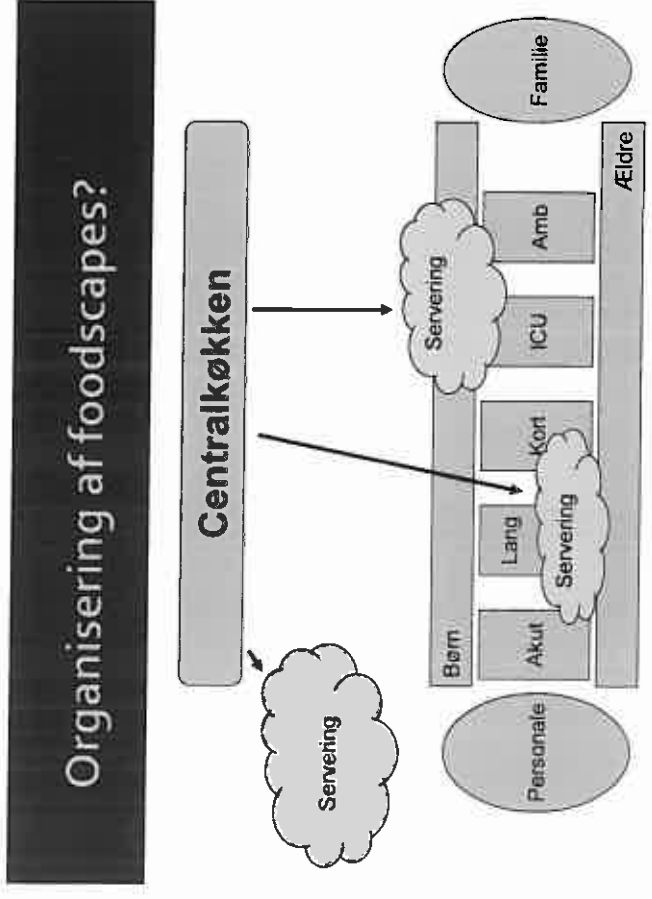 Organisering af foodscapes?
Centralkøkken
Servering
Servering
Servering
Børn
Akut
Lang
Kort
ICU
Amb
Ældre
Personale
Familie